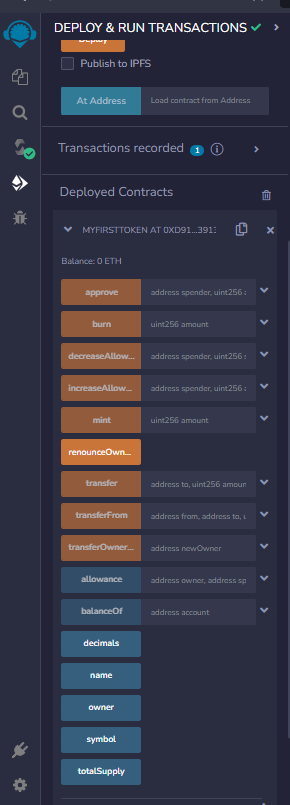 DEPLOY & RUN TRANSACTIONS
Deploy
Publish to IPFS
At Address Load contract from Address
Transactions recorded 1
Deployed Contracts
MYFIRSTTOKEN AT 0XD91...3913
Balance: 0 ETH
approve address spender, uint256 a
burn uint256 amount
decreaseAllow... address spender, uint256 s
increaseAllow... address spender, uint256 a
mint uint256 amount
renounceOwn...
transfer address to, uint256 amoun
transferFrom address from, address to, u
transferOwner... address newOwner
allowance address owner, address sp
balanceOf address account
decimals
name
owner
symbol
totalSupply